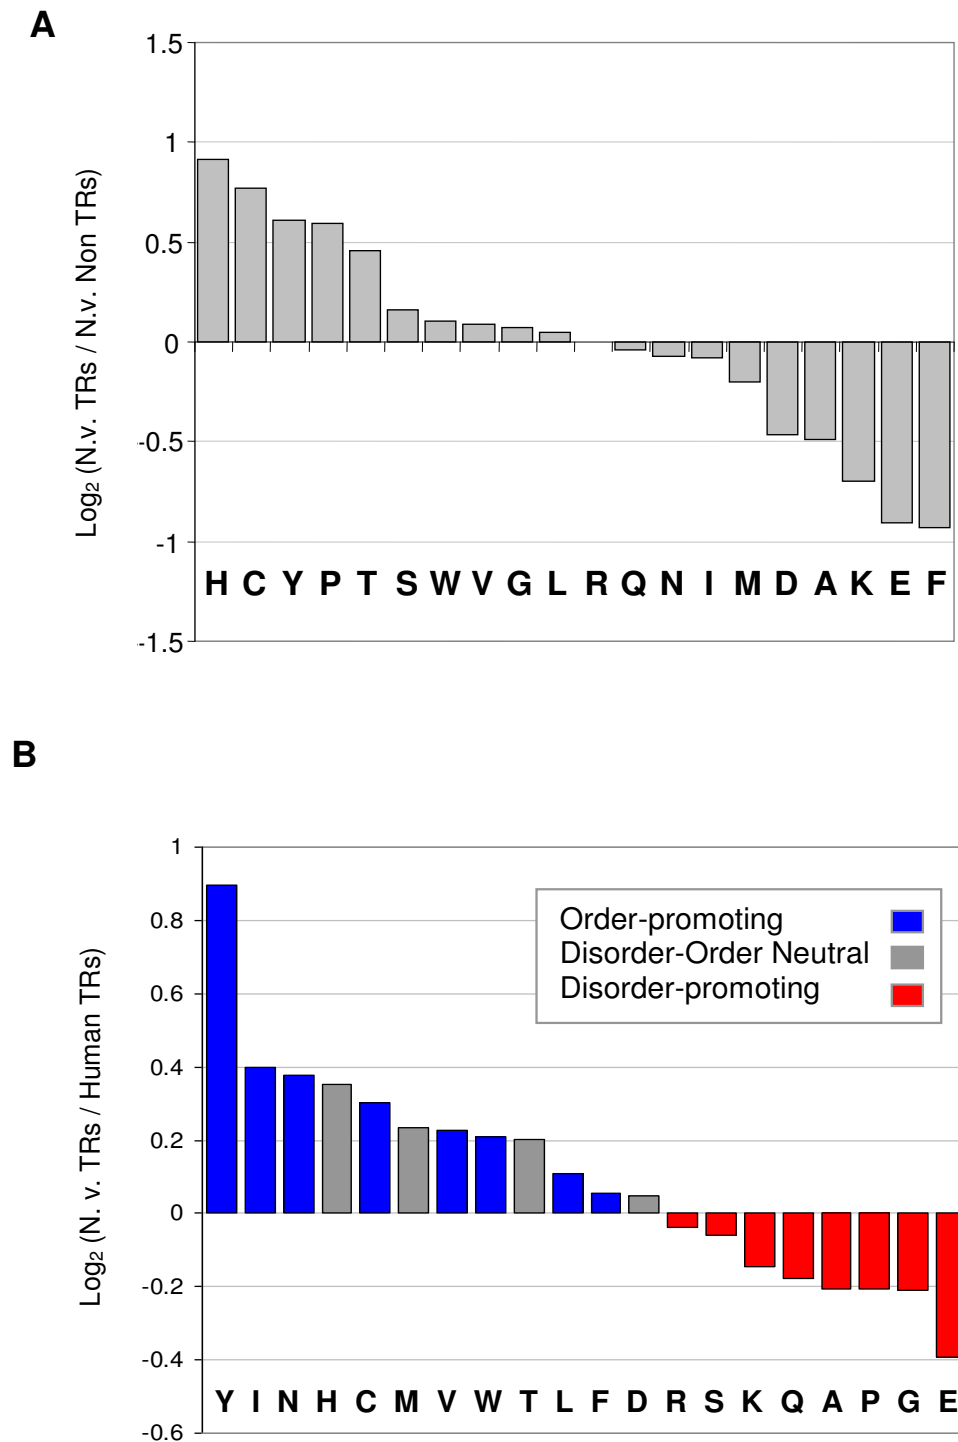 A
1.5
1
0.5
0
-0.5
-1
-1.5
Log2 (N.v. TRs / N.v. Non TRs)
H C Y P T S W V G L R Q N I M D A K E F
B
1
0.8
0.6
0.4
0.2
0
-0.2
-0.4
-0.6
Log2 (N. v. TRs / Human TRs)
Order-promoting
Disorder-Order Neutral
Disorder-promoting
Y I N H C M V W T L F D R S K Q A P G E